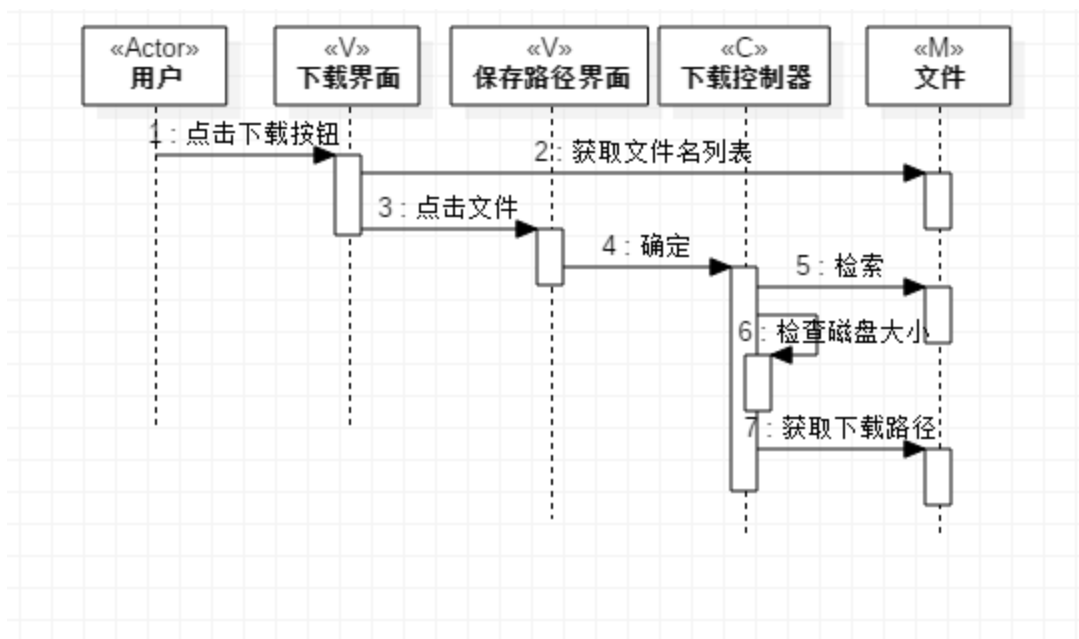 «Actor»
用户
«V»
下载界面
«V»
保存路径界面
«C»
下载控制器
«M»
文件
1 : 点击下载按钮
2 : 获取文件名列表
3 : 点击文件
4 : 确定
5 : 检索
6 : 检查磁盘大小
7 : 获取下载路径